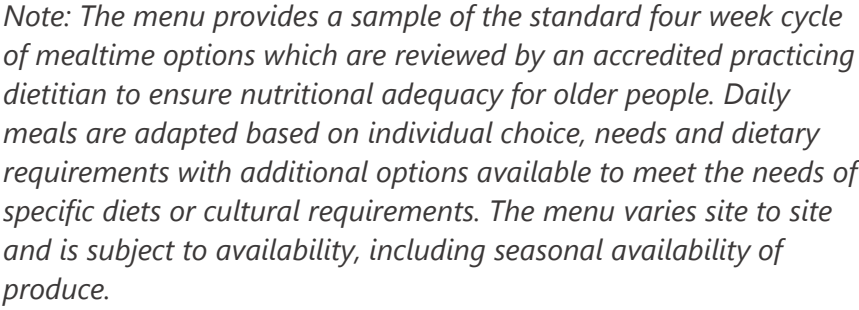 Note: The menu provides a sample of the standard four week cycle
of mealtime options which are reviewed by an accredited practicing
dietitian to ensure nutritional adequacy for older people. Daily
meals are adapted based on individual choice, needs and dietary
requirements with additional options available to meet the needs of
specific diets or cultural requirements. The menu varies site to site
and is subject to availability, including seasonal availability of
produce.